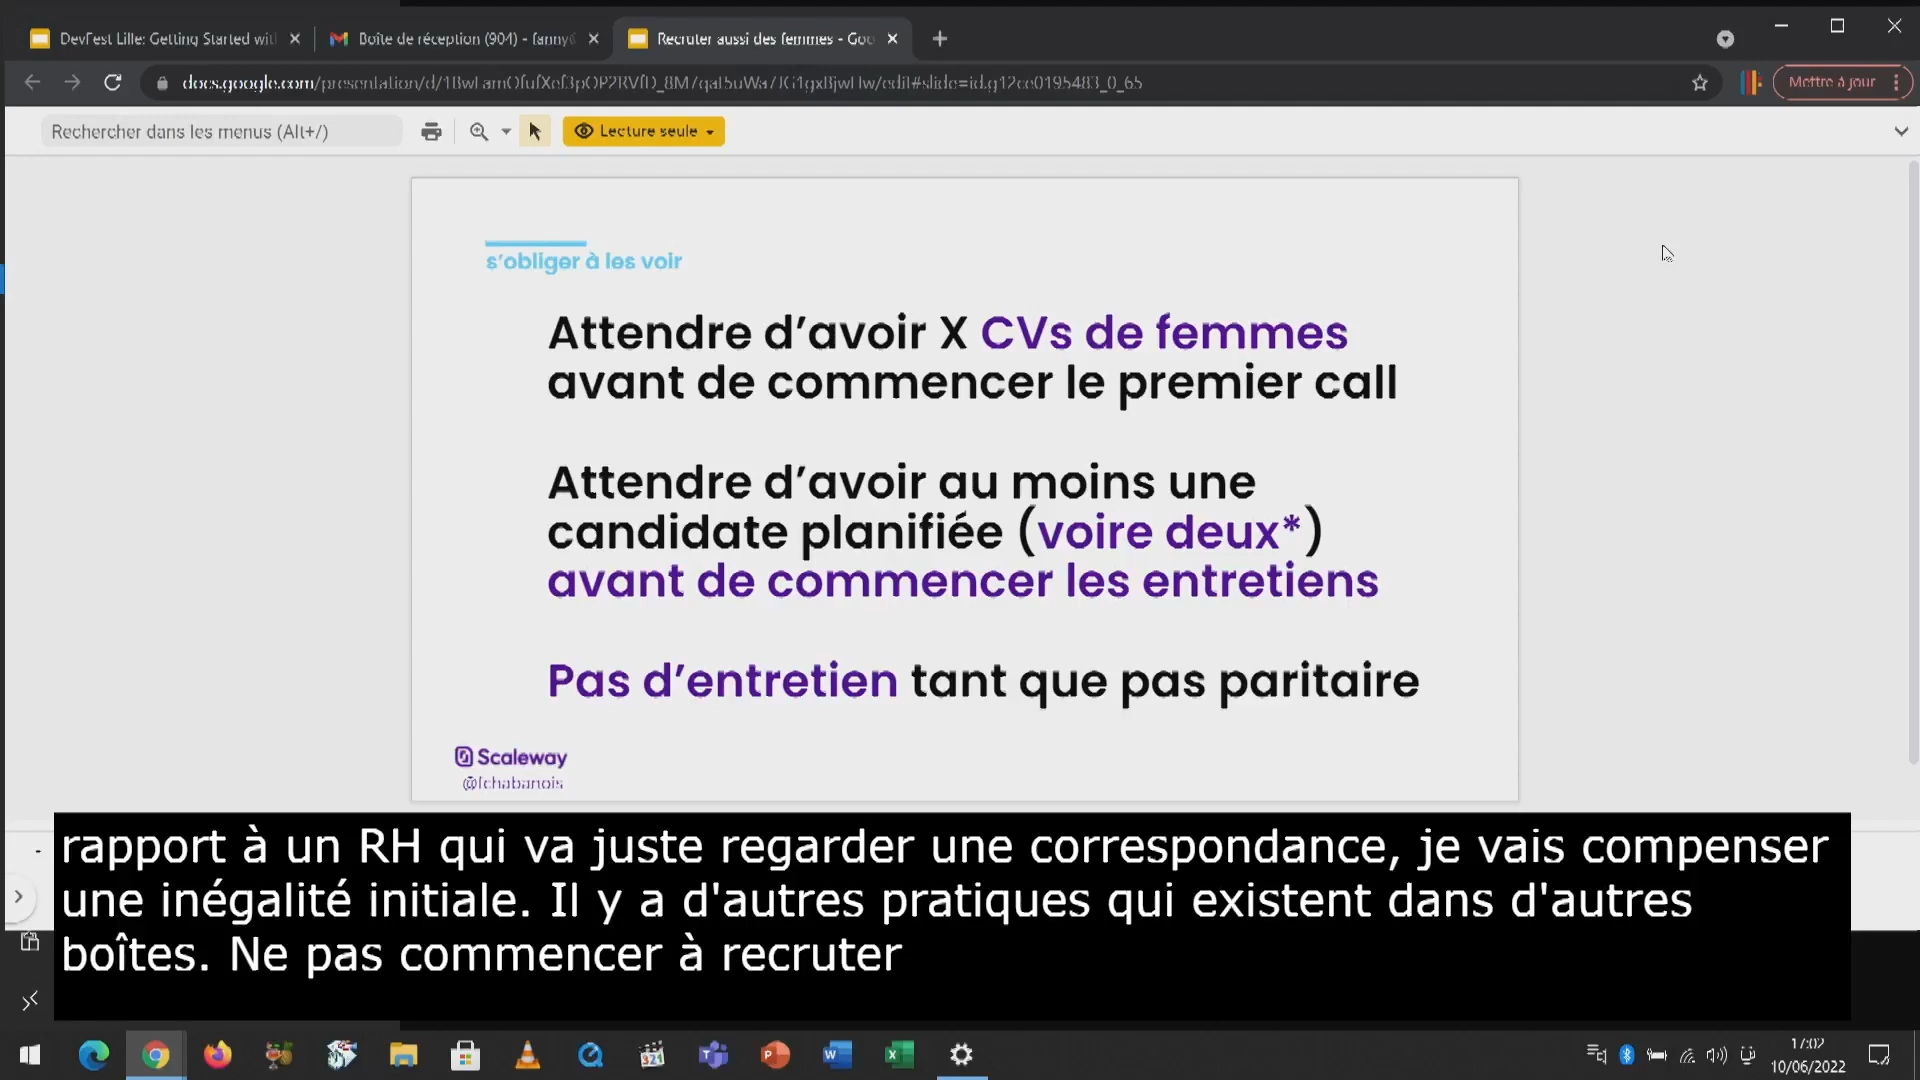 DevFest Lille: Getting Started wit
Boîte de réception (904) - fanny
Recruter aussi des femmes - Goo
Mettre à jour
Rechercher dans les menus (Alt+/)
Lecture seule
s'obliger à les voir
Attendre d'avoir X CVs de femmes
avant de commencer le premier call
Attendre d'avoir au moins une
candidate planifiée (voire deux*)
avant de commencer les entretiens
Pas d'entretien tant que pas paritaire
Scaleway
@fchabanois
rapport à un RH qui va juste regarder une correspondance, je vais compenser
une inégalité initiale. Il y a d'autres pratiques qui existent dans d'autres
boîtes. Ne pas commencer à recruter
17:02
10/06/2022